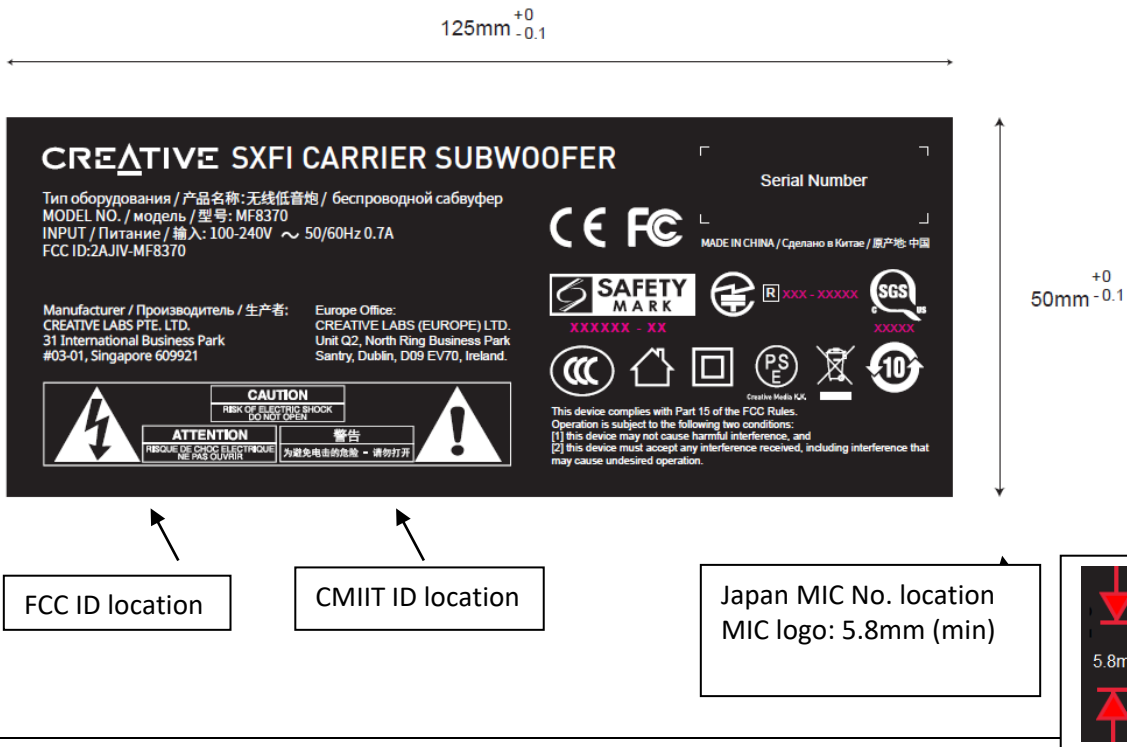 125mm +0 -0.1
CREATIVE SXFI CARRIER SUBWOOFER
Тип оборудования / 产品名称:无线低音炮 / беспроводной сабвуфер
MODEL NO. / модель / 型号: MF8370
INPUT / Питание / 输入: 100-240V ～ 50/60Hz 0.7A
FCC ID:2AJIV-MF8370
Serial Number
CE FC
MADE IN CHINA / Сделано в Китае / 原产地: 中国
50mm +0 -0.1
Manufacturer / Производитель / 生产者:
CREATIVE LABS PTE. LTD.
31 International Business Park
#03-01, Singapore 609921
Europe Office:
CREATIVE LABS (EUROPE) LTD.
Unit Q2, North Ring Business Park
Santry, Dublin, D09 EV70, Ireland.
SAFETY
MARK
XXXXXX - XX
R XXX - XXXXX
SGS
C US
XXXXX
CCC
PS
E
Creative Media K.K.
10
CAUTION
RISK OF ELECTRIC SHOCK
DO NOT OPEN
ATTENTION
RISQUE DE CHOC ELECTRIQUE
NE PAS OUVRIR
警告
为避免电击的危险 - 请勿打开
This device complies with Part 15 of the FCC Rules.
Operation is subject to the following two conditions:
[1] this device may not cause harmful interference, and
[2] this device must accept any interference received, including interference that
may cause undesired operation.
FCC ID location
CMIIT ID location
Japan MIC No. location
MIC logo: 5.8mm (min)